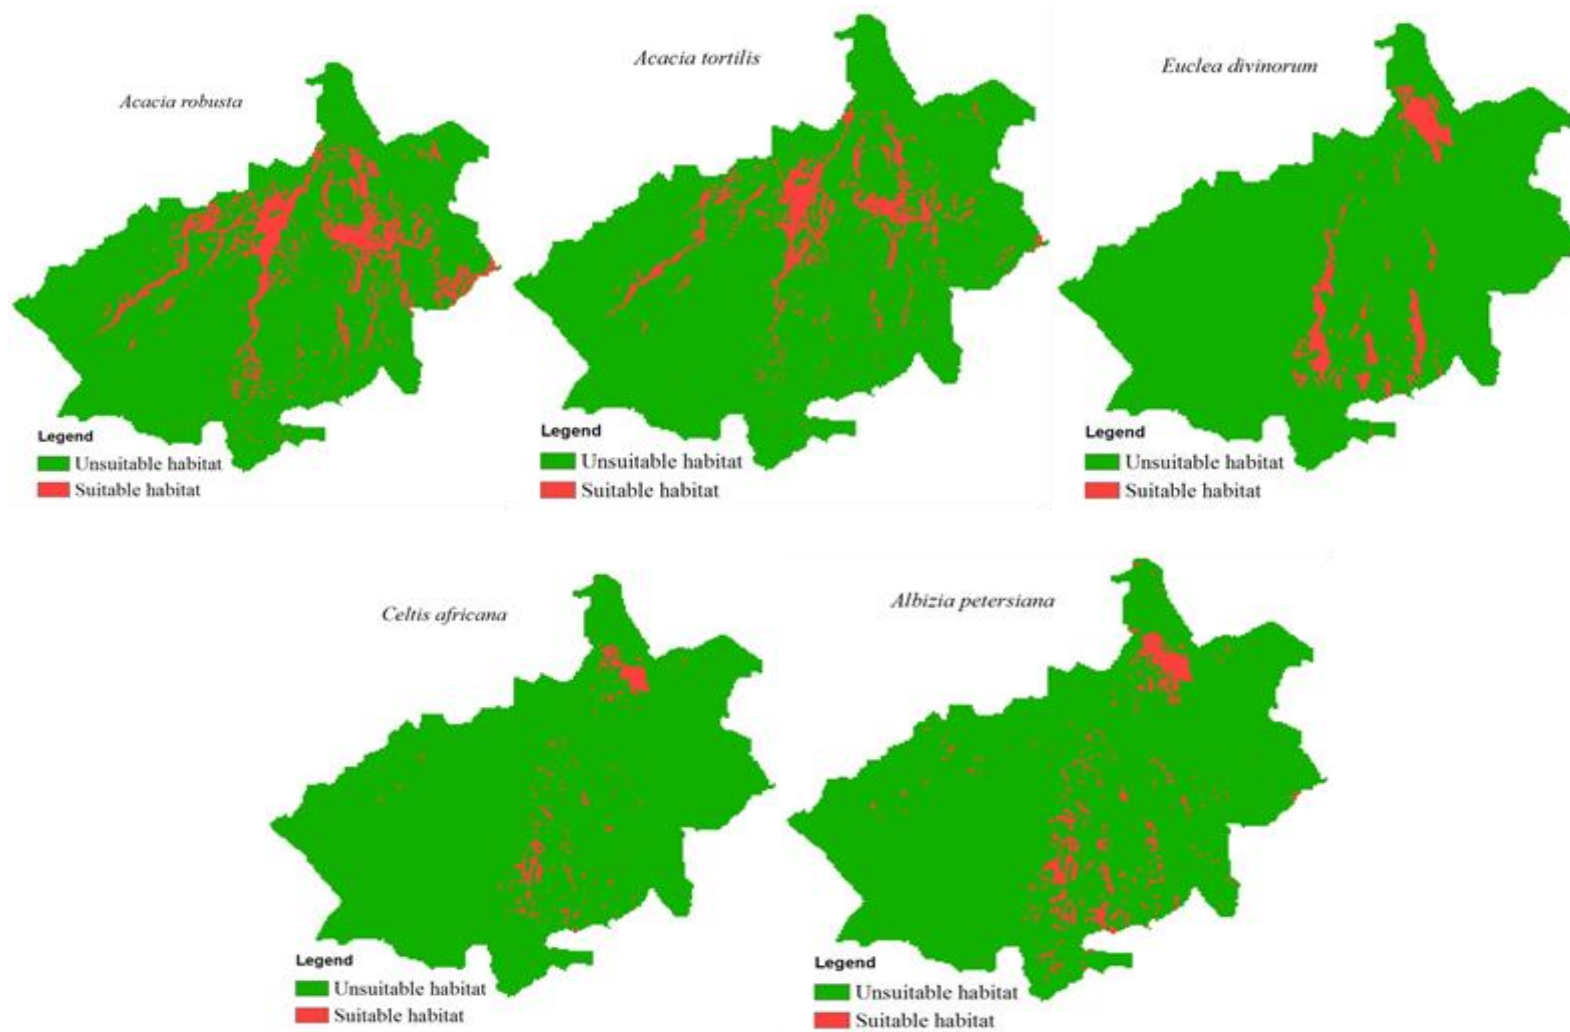 Acacia robusta
Legend
Unsuitable habitat
Suitable habitat
Acacia tortilis
Legend
Unsuitable habitat
Suitable habitat
Euclea divinorum
Legend
Unsuitable habitat
Suitable habitat
Celtis africana
Legend
Unsuitable habitat
Suitable habitat
Albizia petersiana
Legend
Unsuitable habitat
Suitable habitat